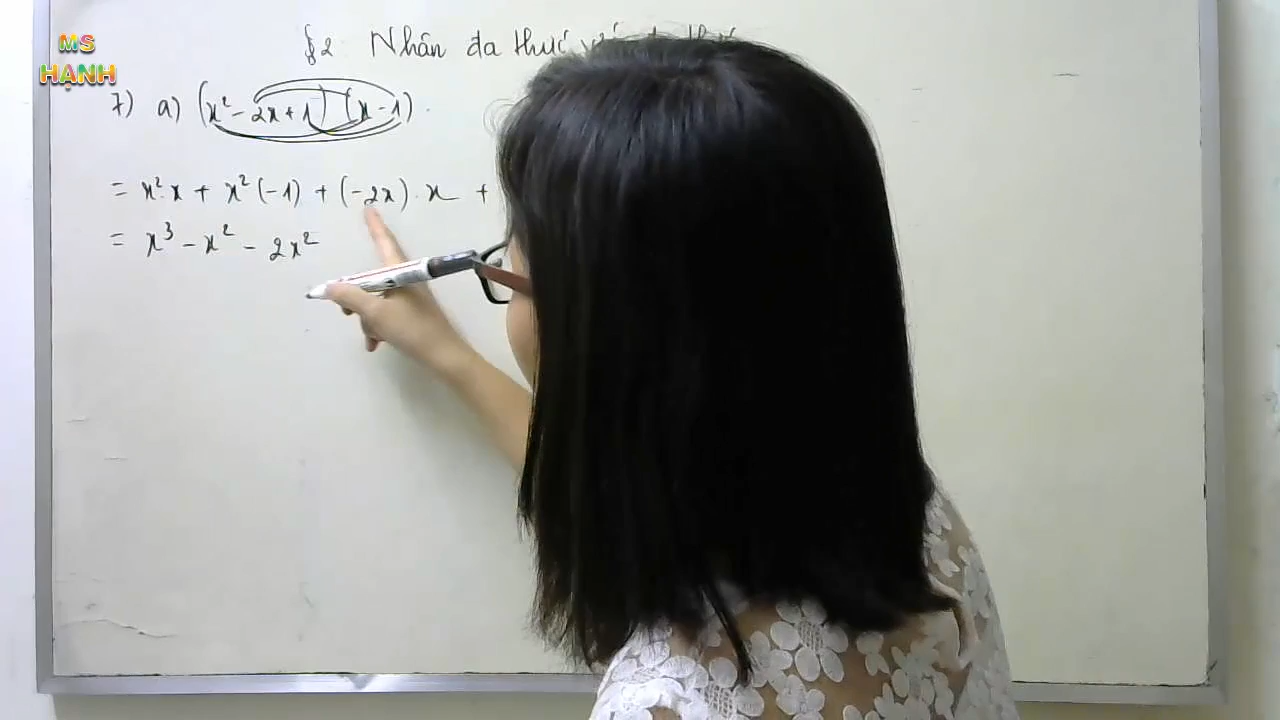 MS
HẠNH
§2 Nhân đa thức
7) a) (x² - 2x + 1) (x - 1).
= x².x + x²(-1) + (-2x).x +
= x³ - x² - 2x²